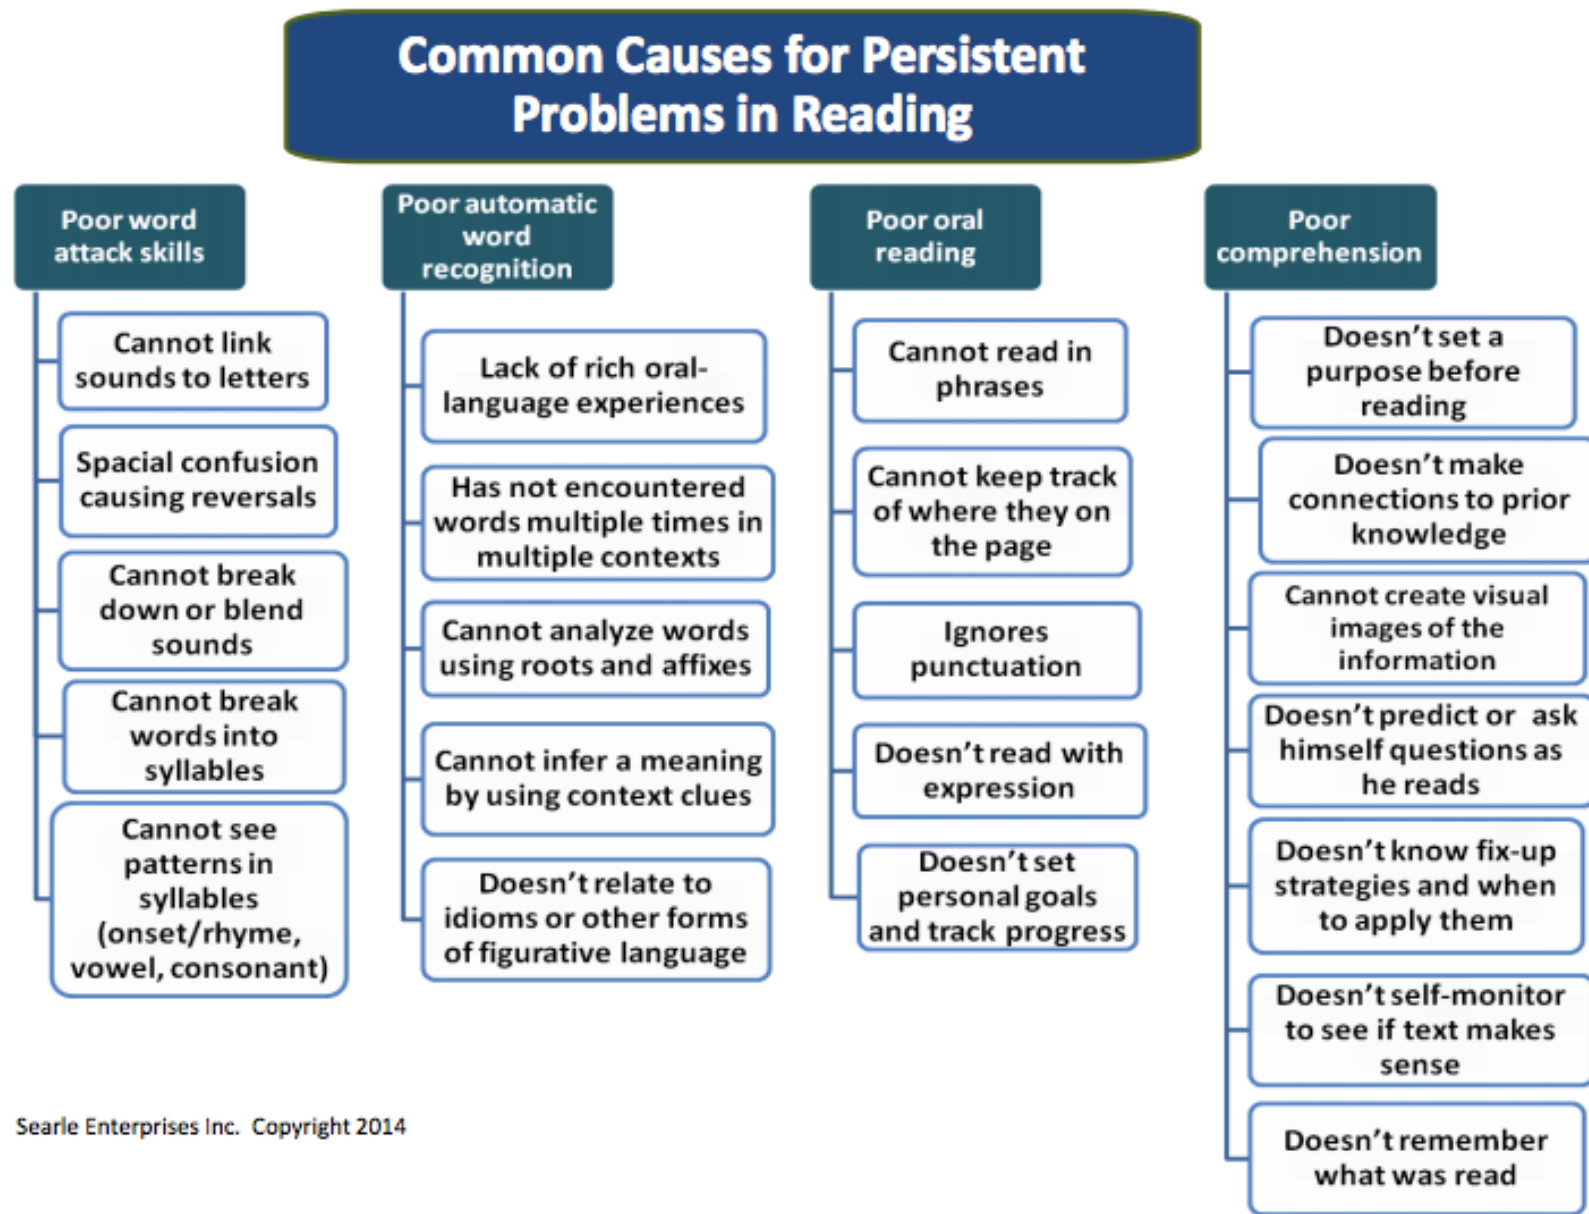 Common Causes for Persistent
Problems in Reading
Poor word
attack skills
Cannot link
sounds to letters
Spacial confusion
causing reversals
Cannot break
down or blend
sounds
Cannot break
words into
syllables
Cannot see
patterns in
syllables
(onset/rhyme,
vowel, consonant)
Poor automatic
word
recognition
Lack of rich oral-
language experiences
Has not encountered
words multiple times in
multiple contexts
Cannot analyze words
using roots and affixes
Cannot infer a meaning
by using context clues
Doesn't relate to
idioms or other forms
of figurative language
Poor oral
reading
Cannot read in
phrases
Cannot keep track
of where they on
the page
Ignores
punctuation
Doesn't read with
expression
Doesn't set
personal goals
and track progress
Poor
comprehension
Doesn't set a
purpose before
reading
Doesn't make
connections to prior
knowledge
Cannot create visual
images of the
information
Doesn't predict or ask
himself questions as
he reads
Doesn't know fix-up
strategies and when
to apply them
Doesn't self-monitor
to see if text makes
sense
Doesn't remember
what was read
Searle Enterprises Inc. Copyright 2014